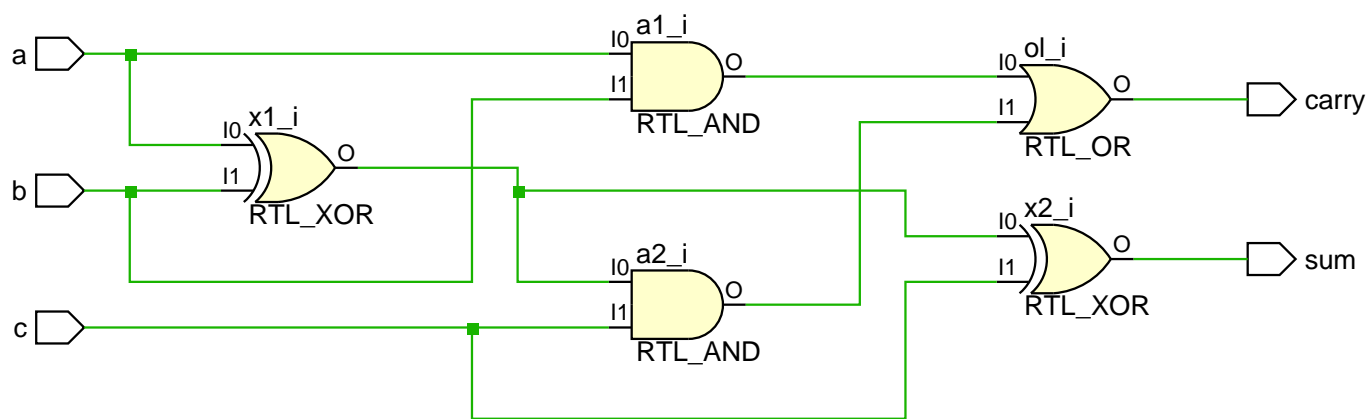 a
b
c
x1_i
I0
I1
O
RTL_XOR
a1_i
I0
I1
O
RTL_AND
a2_i
I0
I1
O
RTL_AND
ol_i
I0
I1
O
RTL_OR
x2_i
I0
I1
O
RTL_XOR
carry
sum